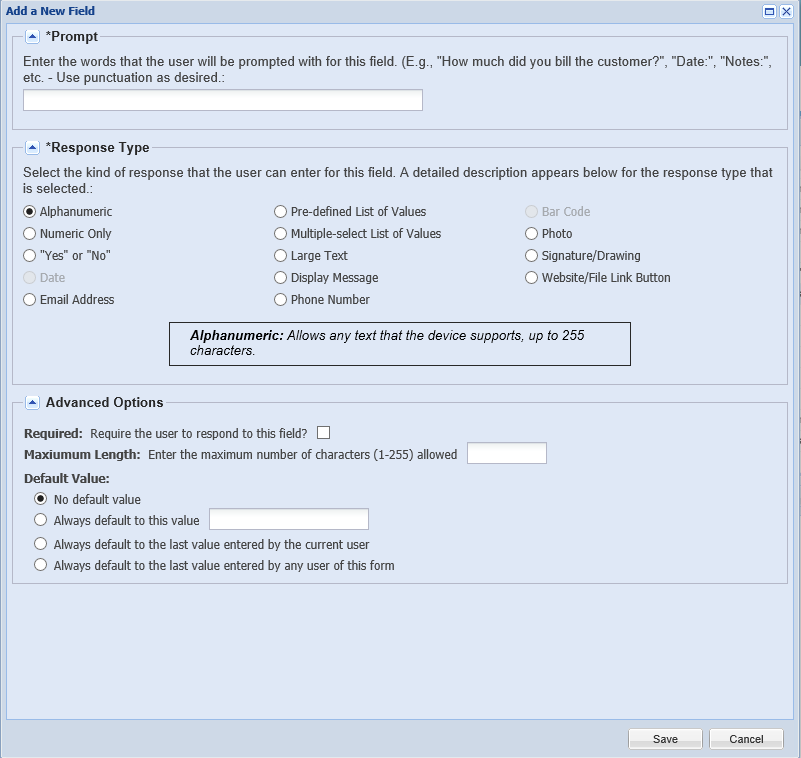 Add a New Field
*Prompt
Enter the words that the user will be prompted with for this field. (E.g., "How much did you bill the customer?", "Date:", "Notes:",
etc. - Use punctuation as desired.:
*Response Type
Select the kind of response that the user can enter for this field. A detailed description appears below for the response type that
is selected.:
Alphanumeric Pre-defined List of Values Bar Code
Numeric Only Multiple-select List of Values Photo
"Yes" or "No" Large Text Signature/Drawing
Date Display Message Website/File Link Button
Email Address Phone Number
Alphanumeric: Allows any text that the device supports, up to 255
characters.
Advanced Options
Required: Require the user to respond to this field?
Maxiumum Length: Enter the maximum number of characters (1-255) allowed
Default Value:
No default value
Always default to this value
Always default to the last value entered by the current user
Always default to the last value entered by any user of this form
Save Cancel